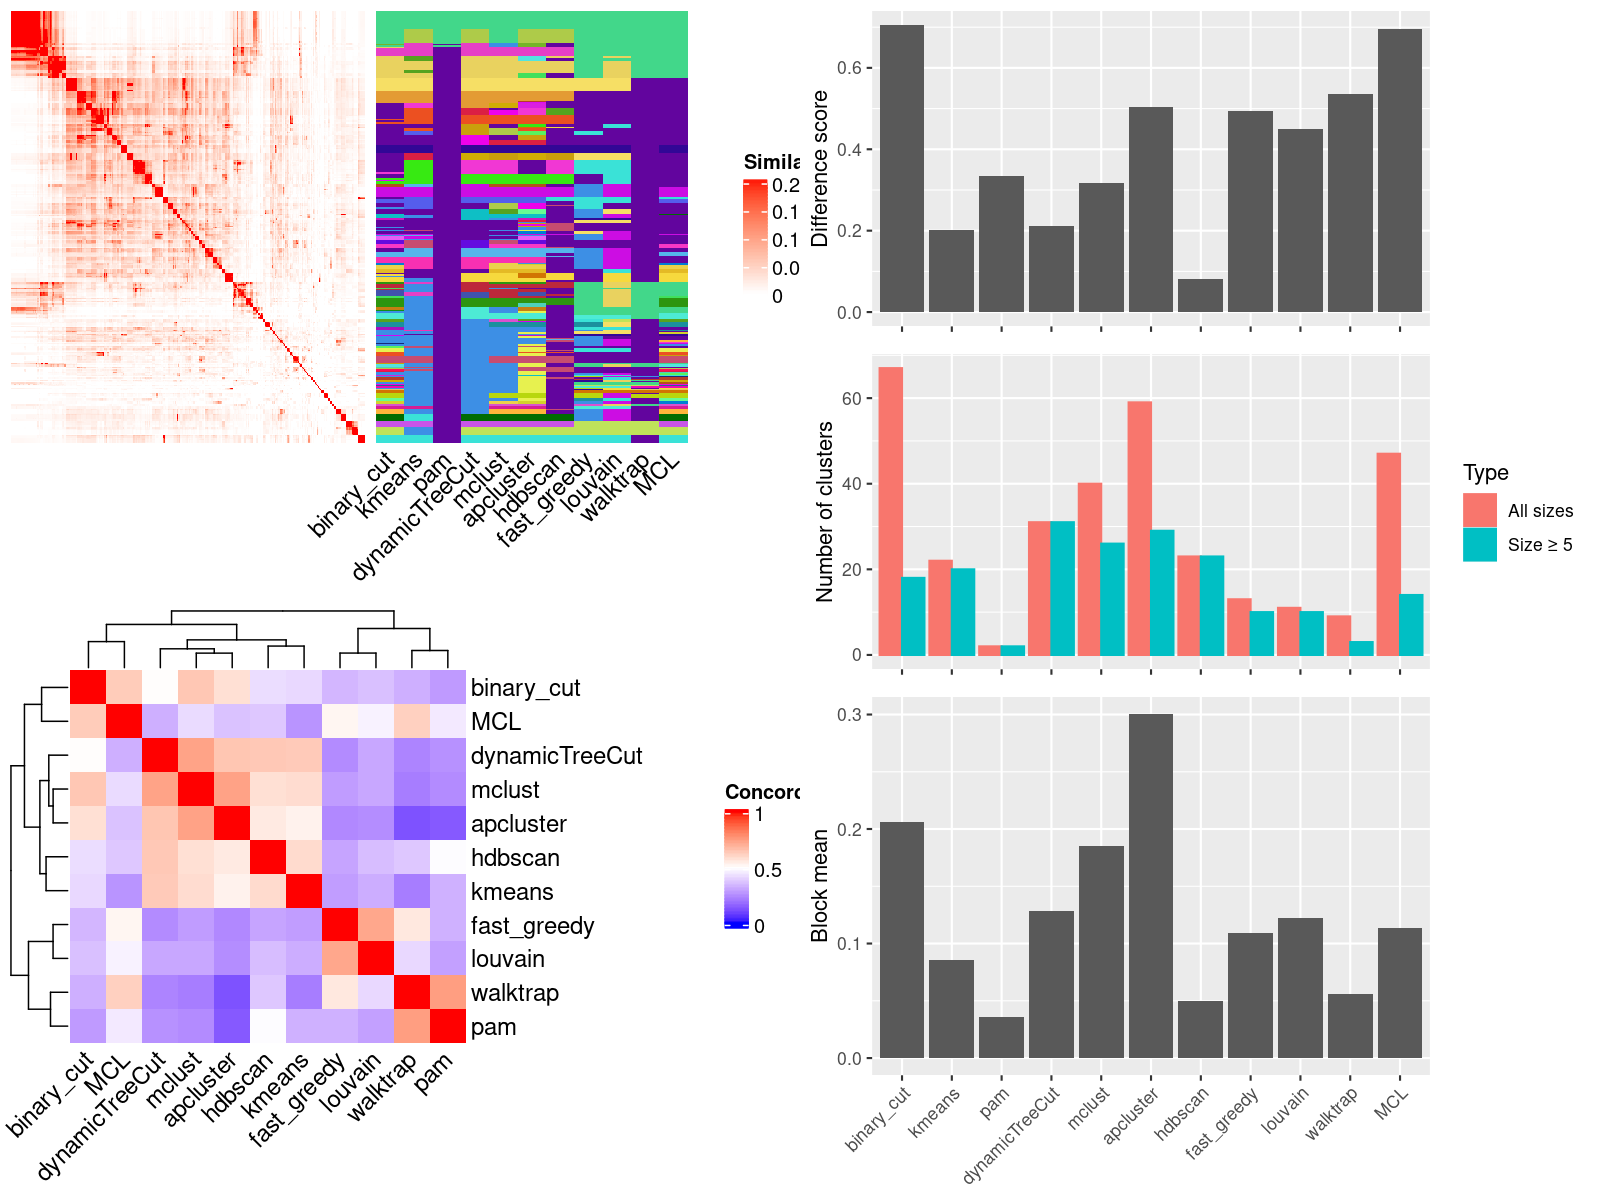 Simila
0.2
0.1
0.1
0.0
0
binary_cut
kmeans
pam
dynamicTreeCut
mclust
apcluster
hdbscan
fast_greedy
louvain
walktrap
MCL
Difference score
0.6
0.4
0.2
0.0
Number of clusters
60
40
20
0
Type
All sizes
Size ≥ 5
binary_cut
MCL
dynamicTreeCut
mclust
apcluster
hdbscan
kmeans
fast_greedy
louvain
walktrap
pam
binary_cut
MCL
dynamicTreeCut
mclust
apcluster
hdbscan
kmeans
fast_greedy
louvain
walktrap
pam
Concord
1
0.5
0
Block mean
0.3
0.2
0.1
0.0
binary_cut
kmeans
pam
dynamicTreeCut
mclust
apcluster
hdbscan
fast_greedy
louvain
walktrap
MCL